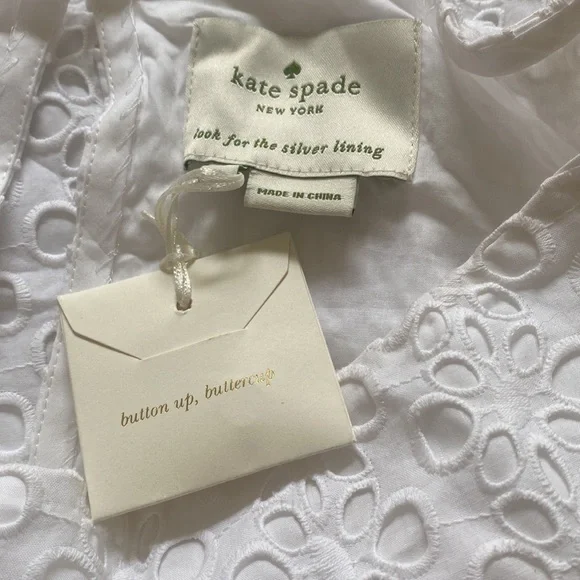 kate spade
NEW YORK
look for the silver lining
MADE IN CHINA
button up, buttercup